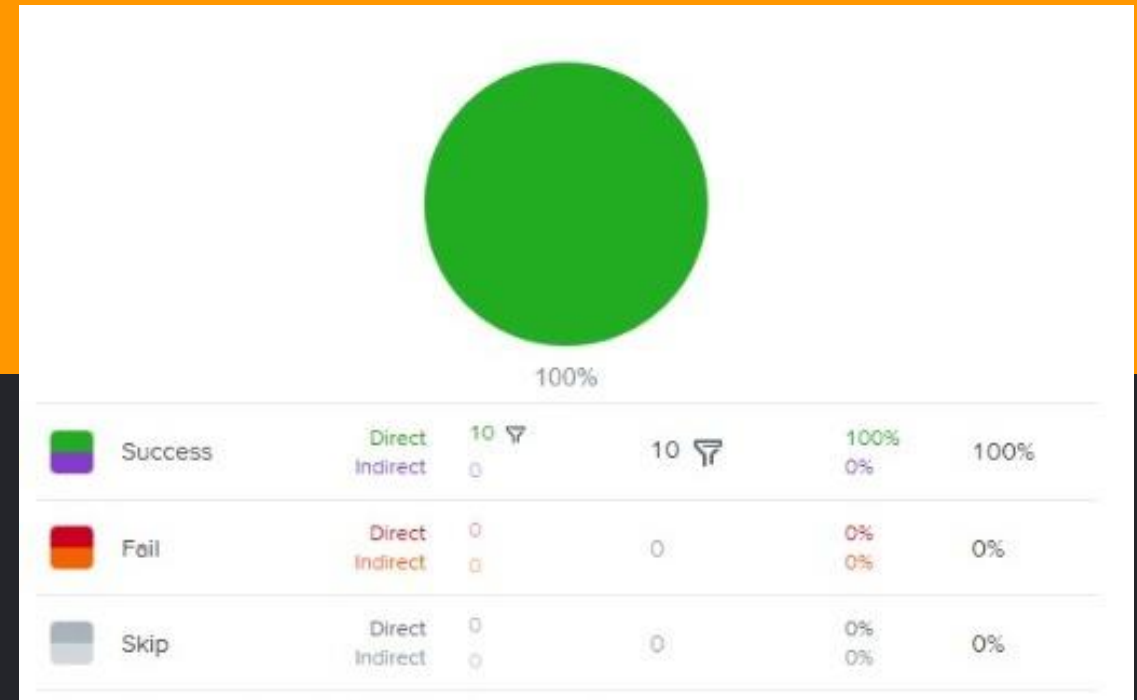 100%
Success Direct 10 10 100% 100%
Indirect 0 0%
Fail Direct 0 0 0% 0%
Indirect 0 0%
Skip Direct 0 0 0% 0%
Indirect 0 0%